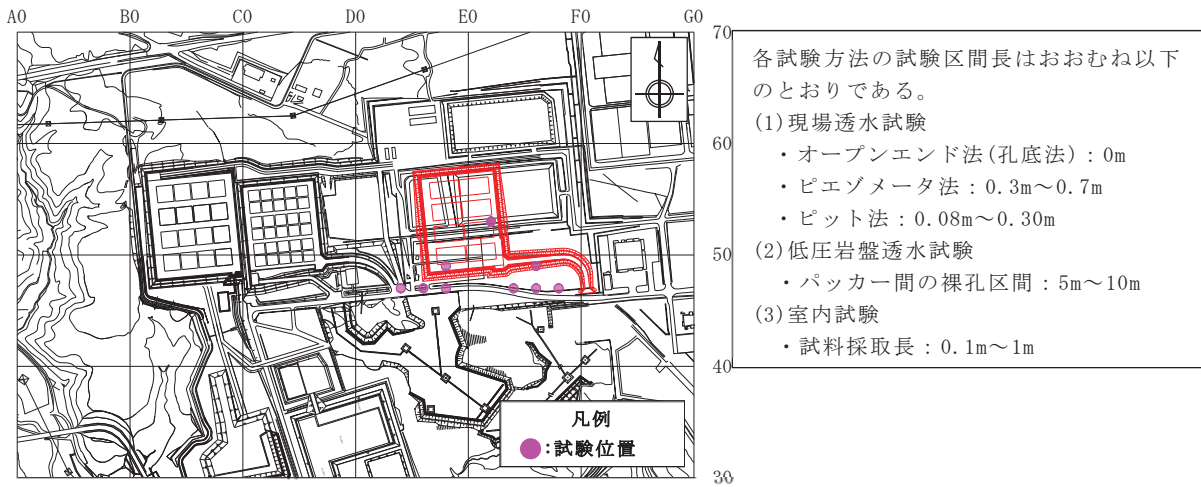 A0 B0 C0 D0 E0 F0 G0
70
60
50
40
30
凡例
:試験位置
各試験方法の試験区間長はおおむね以下
のとおりである。
(1)現場透水試験
・オープンエンド法(孔底法)：0m
・ピエゾメータ法：0.3m～0.7m
・ピット法：0.08m～0.30m
(2)低圧岩盤透水試験
・パッカー間の裸孔区間：5m～10m
(3)室内試験
・試料採取長：0.1m～1m